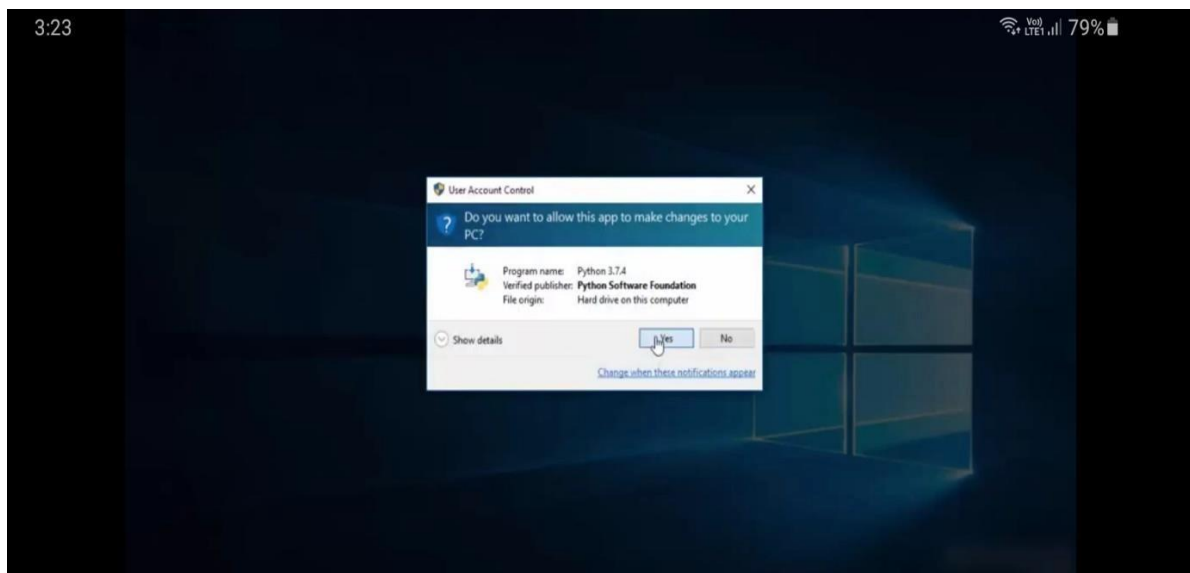 3:23
Vo)) LTE1 79%
User Account Control
Do you want to allow this app to make changes to your
PC?
Program name: Python 3.7.4
Verified publisher: Python Software Foundation
File origin: Hard drive on this computer
Show details Yes No
Change when these notifications appear